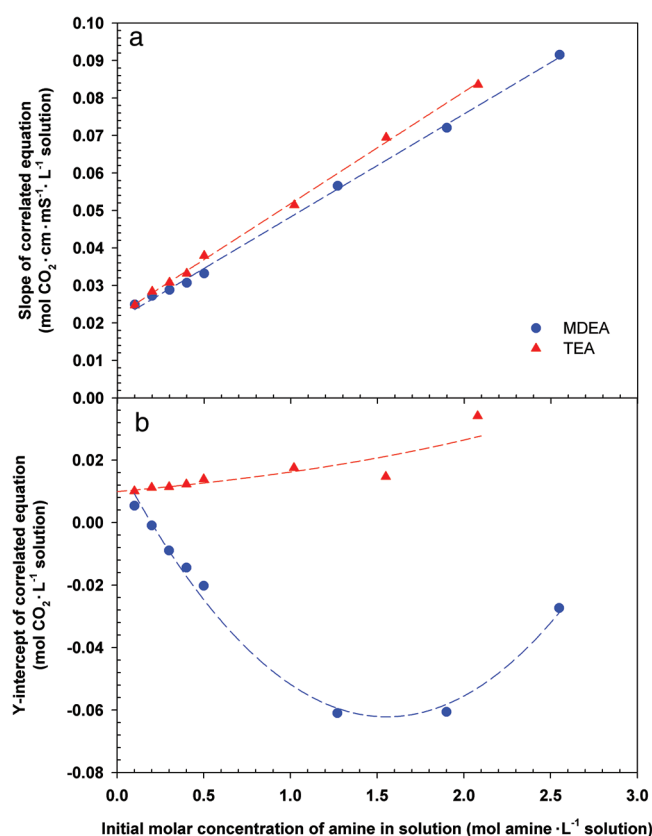 a
0.10
0.09
0.08
0.07
0.06
0.05
0.04
0.03
0.02
0.01
0.00
Slope of correlated equation
(mol CO₂·cm·mS⁻¹·L⁻¹ solution)
MDEA
TEA
b
0.02
0.00
-0.02
-0.04
-0.06
-0.08
Y-intercept of correlated equation
(mol CO₂·L⁻¹ solution)
0.0 0.5 1.0 1.5 2.0 2.5 3.0
Initial molar concentration of amine in solution (mol amine·L⁻¹ solution)